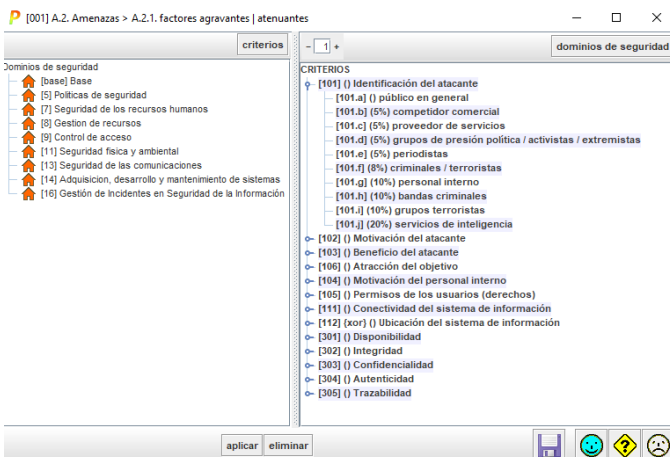 [001] A.2. Amenazas > A.2.1. factores agravantes | atenuantes
criterios
Dominios de seguridad
[base] Base
[5] Politicas de seguridad
[7] Seguridad de los recursos humanos
[8] Gestion de recursos
[9] Control de acceso
[11] Seguridad fisica y ambiental
[13] Seguridad de las comunicaciones
[14] Adquisicion, desarrollo y mantenimiento de sistemas
[16] Gestión de Incidentes en Seguridad de la Información
- 1 +
dominios de seguridad
CRITERIOS
[101] () Identificación del atacante
[101.a] () público en general
[101.b] (5%) competidor comercial
[101.c] (5%) proveedor de servicios
[101.d] (5%) grupos de presión política / activistas / extremistas
[101.e] (5%) periodistas
[101.f] (8%) criminales / terroristas
[101.g] (10%) personal interno
[101.h] (10%) bandas criminales
[101.i] (10%) grupos terroristas
[101.j] (20%) servicios de inteligencia
[102] () Motivación del atacante
[103] () Beneficio del atacante
[106] () Atracción del objetivo
[104] () Motivación del personal interno
[105] () Permisos de los usuarios (derechos)
[111] () Conectividad del sistema de información
[112] {xor} () Ubicación del sistema de información
[301] () Disponibilidad
[302] () Integridad
[303] () Confidencialidad
[304] () Autenticidad
[305] () Trazabilidad
aplicar
eliminar